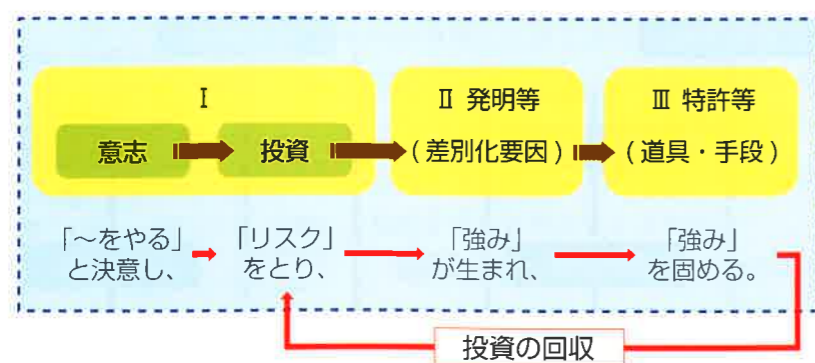 I
意志
投資
II 発明等
(差別化要因)
III 特許等
(道具・手段)
「〜をやる」
と決意し、
「リスク」
をとり、
「強み」
が生まれ、
「強み」
を固める。
投資の回収